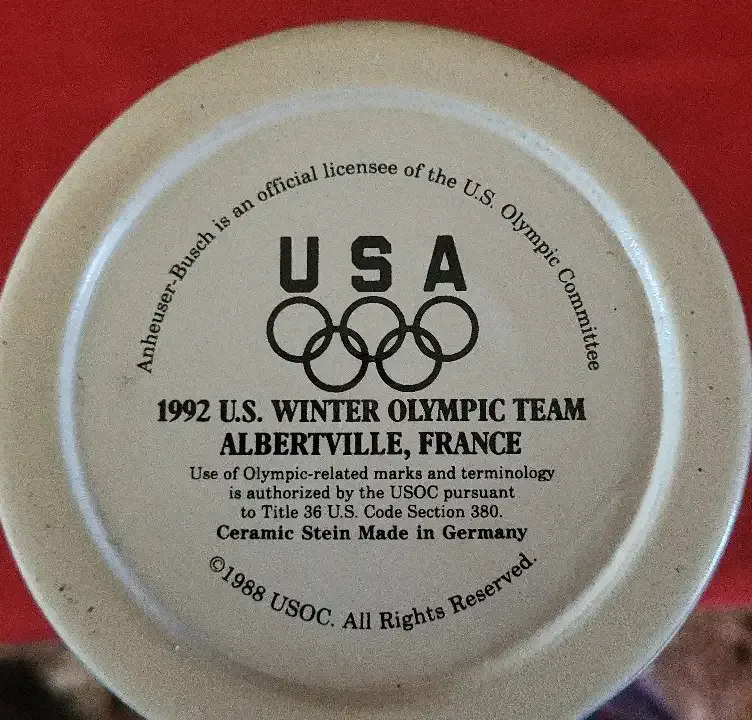 Anheuser-Busch is an official licensee of the U.S. Olympic Committee
USA
1992 U.S. WINTER OLYMPIC TEAM
ALBERTVILLE, FRANCE
Use of Olympic-related marks and terminology
is authorized by the USOC pursuant
to Title 36 U.S. Code Section 380.
Ceramic Stein Made in Germany
©1988 USOC. All Rights Reserved.